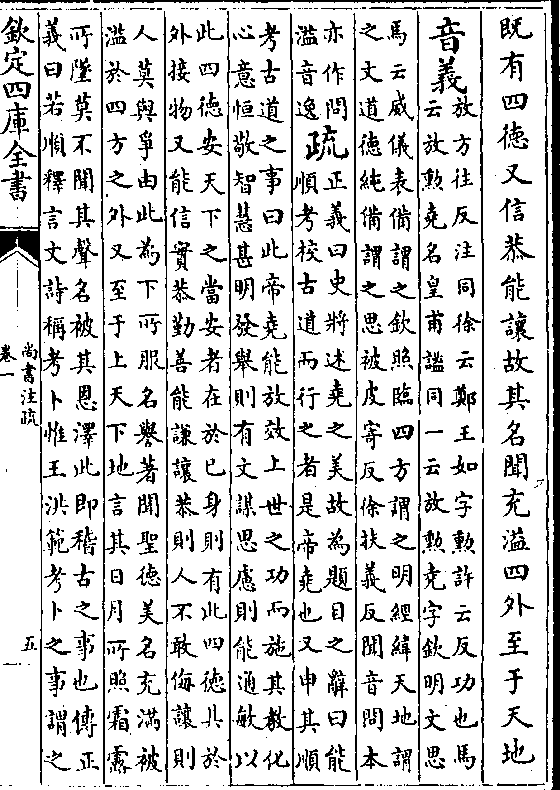 既有四德又信恭能讓故其名聞充溢四外至于天地
音義
放方往反注同徐云鄭王如字勲許云反功也馬
云放勲堯名皇甫謐同一云放勲堯字欽明文思
馬云威儀表備謂之欽照臨四方謂之明經緯天地謂
之文道德純備謂之思被皮寄反徐扶義反聞音問本
亦作問
溢音逸
疏
正義曰史將述堯之美故為題目之辭曰能
順考校古道而行之者是帝堯也又申其順
考古道之事曰此帝堯能放效上世之功而施其教化
心意恒敬智慧甚明發舉則有文謀思慮則能通敏以
此四德安天下之當安者在於已身則有此四德其於
外接物又能信實恭勤善能謙讓恭則人不敢侮讓則
人莫與爭由此為下所服名譽著聞聖德美名充滿被
溢於四方之外又至于上天下地言其日月所照霜露
所墜莫不聞其聲名被其恩澤此即稽古之事也傳正
義曰若順釋言文詩稱考卜惟王洪範考卜之事謂之
欽定四庫全書
尚書注疏
卷一
五